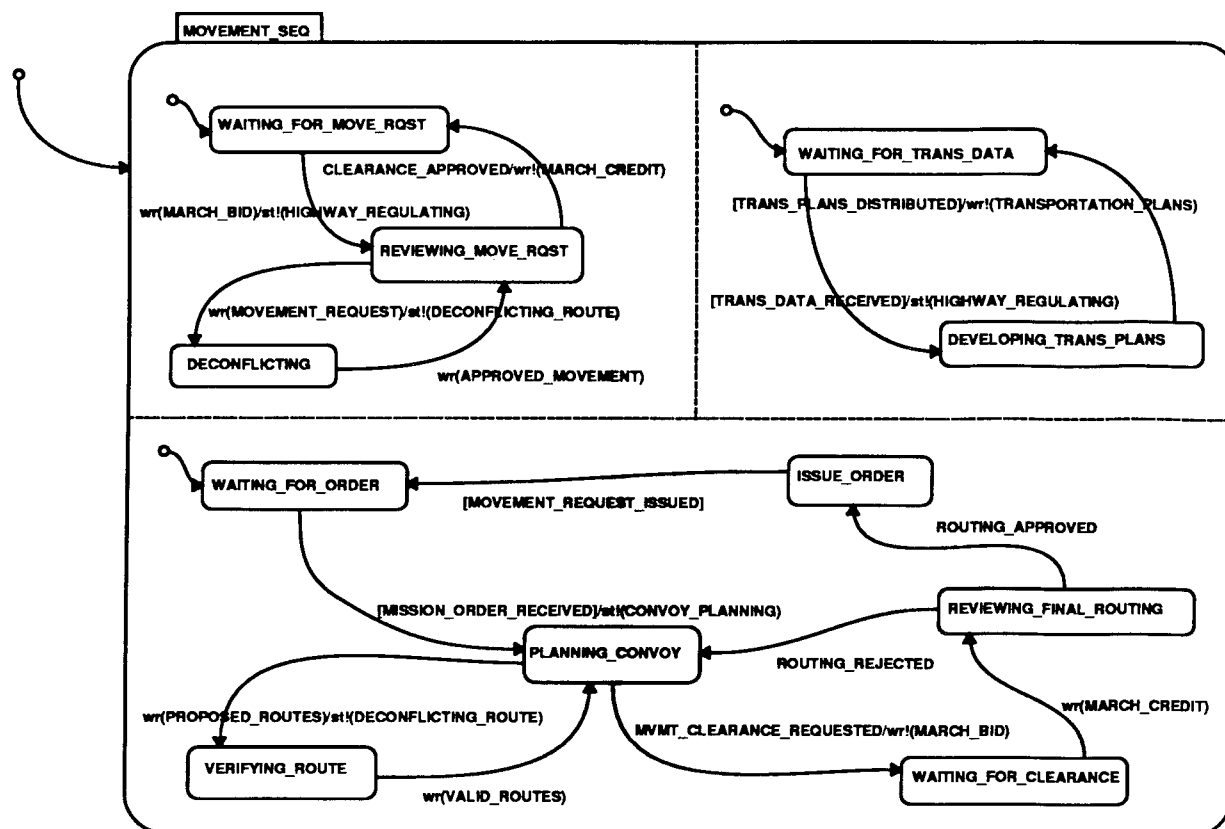 MOVEMENT_SEQ
WAITING_FOR_MOVE_RQST
CLEARANCE_APPROVED/wr!(MARCH_CREDIT)
wr(MARCH_BID)/st!(HIGHWAY_REGULATING)
REVIEWING_MOVE_RQST
wr(MOVEMENT_REQUEST)/st!(DECONFLICTING_ROUTE)
DECONFLICTING
wr(APPROVED_MOVEMENT)
WAITING_FOR_TRANS_DATA
[TRANS_PLANS_DISTRIBUTED]/wr!(TRANSPORTATION_PLANS)
[TRANS_DATA_RECEIVED]/st!(HIGHWAY_REGULATING)
DEVELOPING_TRANS_PLANS
WAITING_FOR_ORDER
ISSUE_ORDER
[MOVEMENT_REQUEST_ISSUED]
ROUTING_APPROVED
[MISSION_ORDER_RECEIVED]/st!(CONVOY_PLANNING)
REVIEWING_FINAL_ROUTING
PLANNING_CONVOY
ROUTING_REJECTED
wr(PROPOSED_ROUTES)/st!(DECONFLICTING_ROUTE)
wr(MARCH_CREDIT)
MVMT_CLEARANCE_REQUESTED/wr!(MARCH_BID)
VERIFYING_ROUTE
WAITING_FOR_CLEARANCE
wr(VALID_ROUTES)